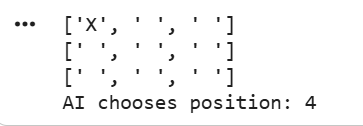 ['X', ' ', ' ']
[' ', ' ', ' ']
[' ', ' ', ' ']
AI chooses position: 4